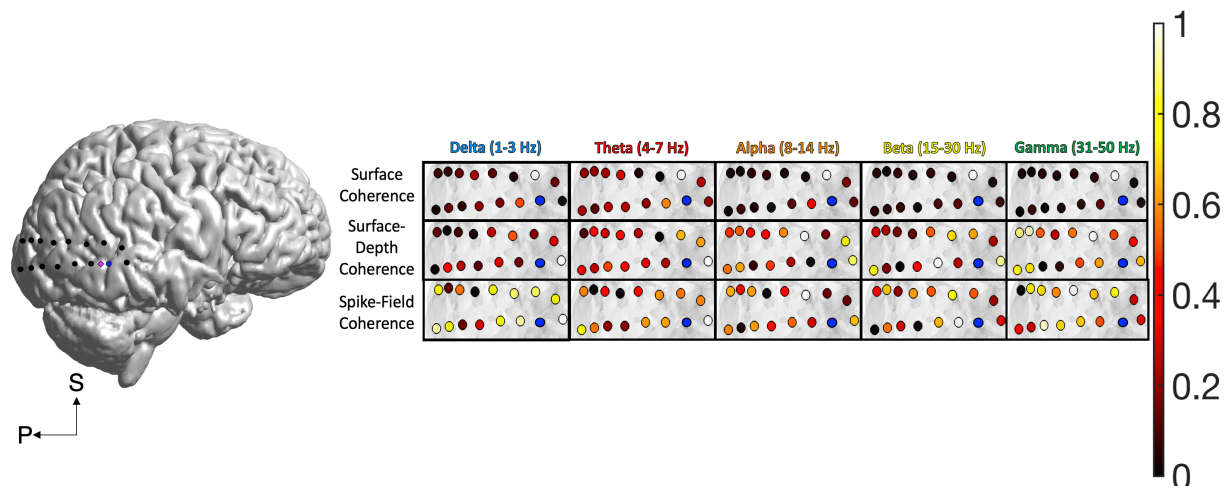 Delta (1-3 Hz) Theta (4-7 Hz) Alpha (8-14 Hz) Beta (15-30 Hz) Gamma (31-50 Hz)
Surface
Coherence
Surface-
Depth
Coherence
Spike-Field
Coherence
S
P
1
0.8
0.6
0.4
0.2
0